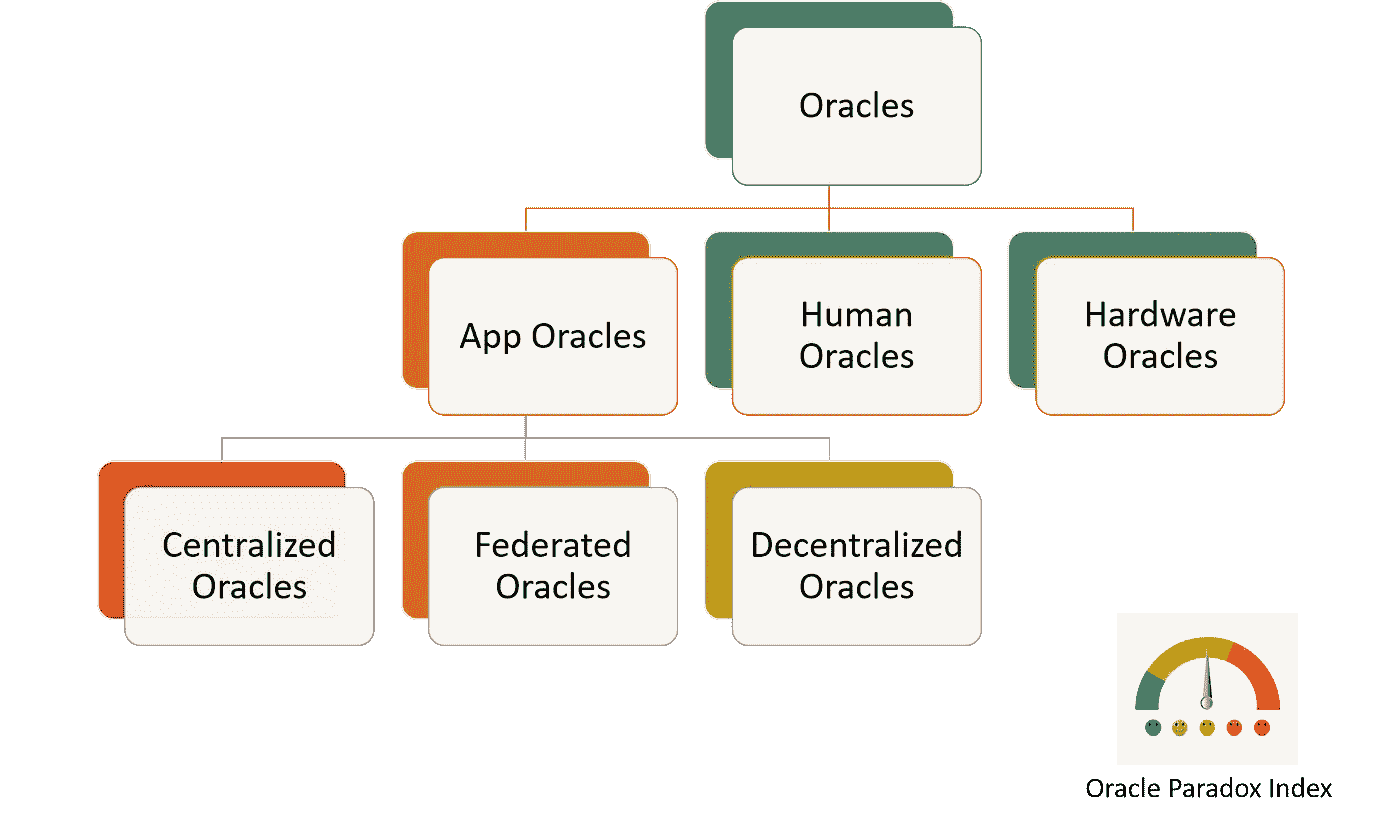 Oracles
App Oracles
Human
Oracles
Hardware
Oracles
Centralized
Oracles
Federated
Oracles
Decentralized
Oracles
Oracle Paradox Index